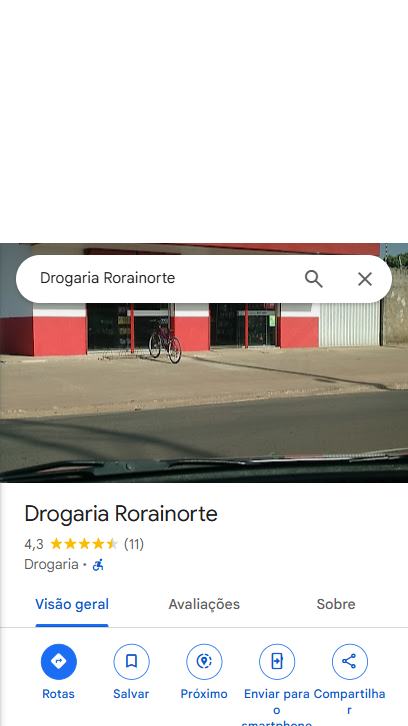 Drogaria Rorainorte
Drogaria Rorainorte
4,3 (11)
Drogaria ·
Visão geral Avaliações Sobre
Rotas Salvar Próximo Enviar para o smartphone Compartilhar